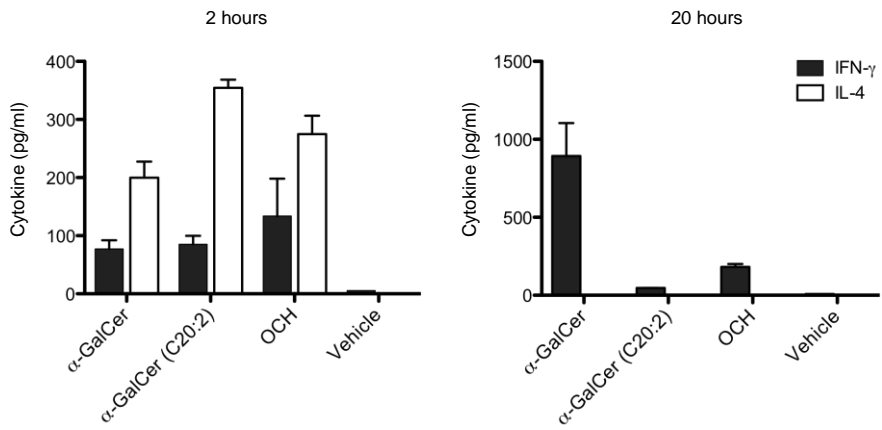 2 hours
Cytokine (pg/ml)
400
300
200
100
0
α-GalCer
α-GalCer (C20:2)
OCH
Vehicle
20 hours
Cytokine (pg/ml)
1500
1000
500
0
α-GalCer
α-GalCer (C20:2)
OCH
Vehicle
IFN-γ
IL-4